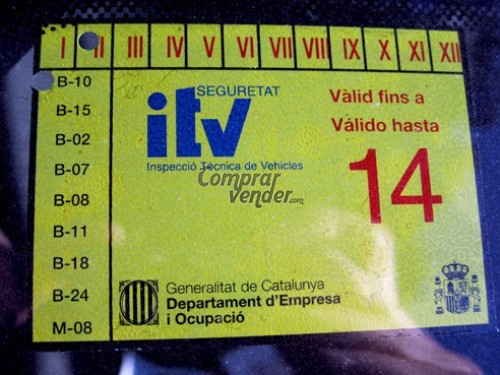 I II III IV V VI VII VIII IX X XI XII
B-10
B-15
B-02
B-07
B-08
B-11
B-18
B-24
M-08
SEGURETAT
itv
Inspecció Tècnica de Vehicles
Vàlid fins a
Válido hasta
14
Comprar
vender.com
Generalitat de Catalunya
Departament d'Empresa
i Ocupació